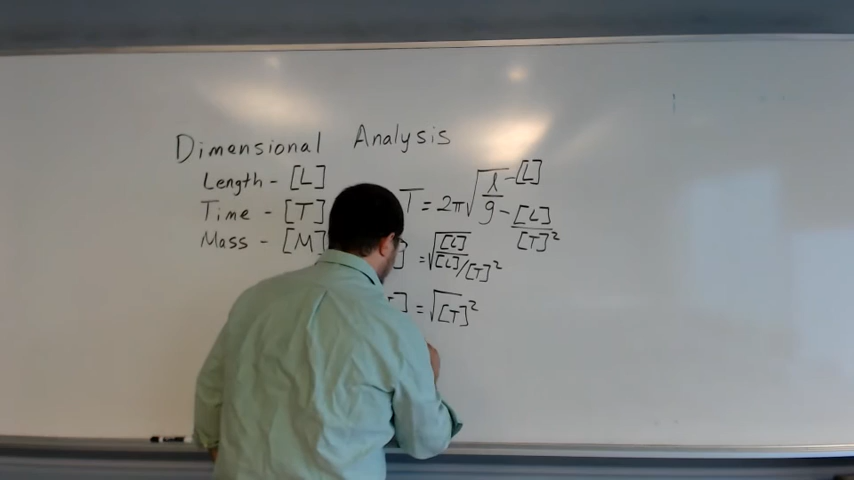 Dimensional Analysis
Length - [L]
Time - [T]
Mass - [M]
T = 2π√(l/g)
l - [L]
g - [L]/[T]²
] = √([L]/([L]/[T]²))
] = √[T]²